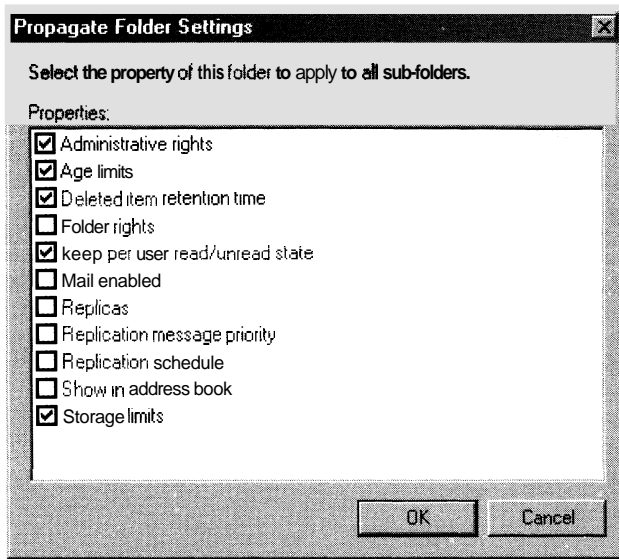 Propagate Folder Settings
Select the property of this folder to apply to all sub-folders.
Properties:
Administrative rights
Age limits
Deleted item retention time
Folder rights
keep per user read/unread state
Mail enabled
Replicas
Replication message priority
Replication schedule
Show in address book
Storage limits
OK Cancel